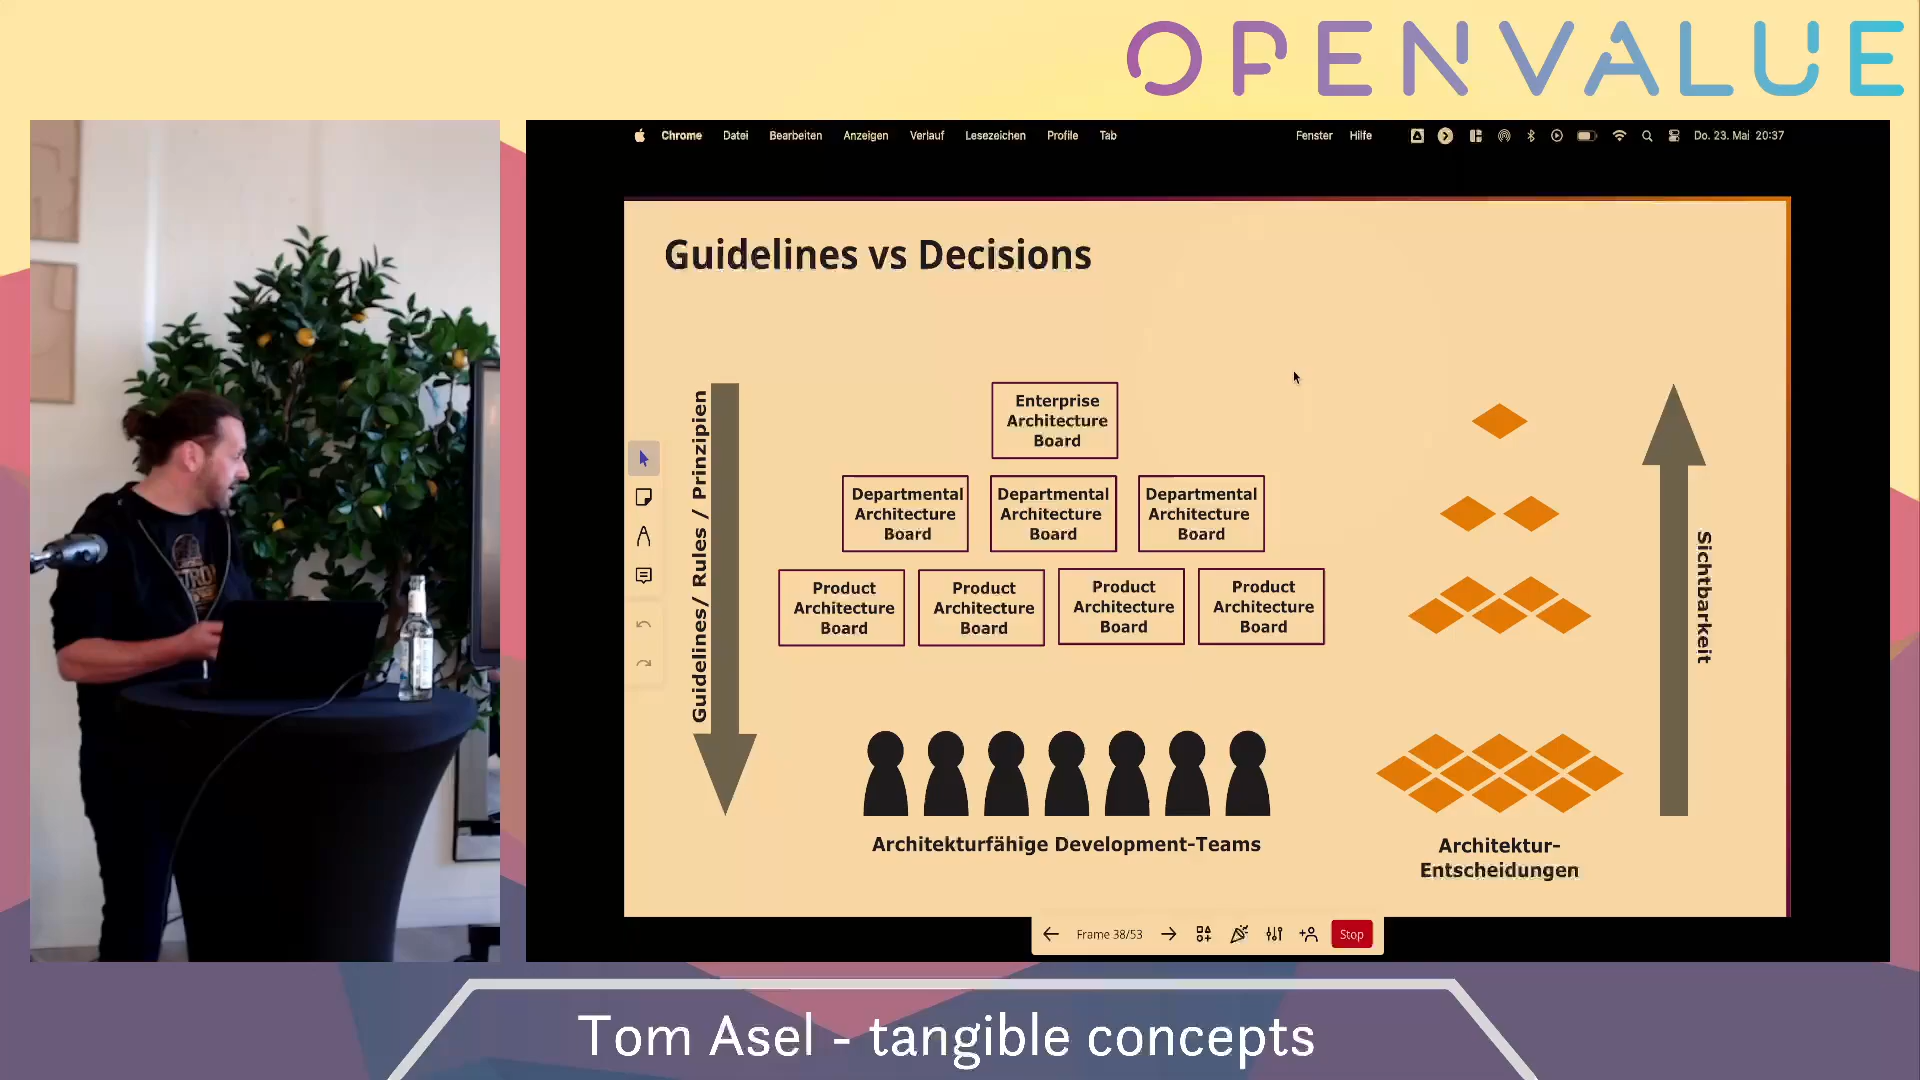 OPENVALUE
Chrome Datei Bearbeiten Anzeigen Verlauf Lesezeichen Profile Tab Fenster Hilfe Do. 23. Mai 20:37
Guidelines vs Decisions
Guidelines/ Rules / Prinzipien
Enterprise
Architecture
Board
Departmental
Architecture
Board
Departmental
Architecture
Board
Departmental
Architecture
Board
Product
Architecture
Board
Product
Architecture
Board
Product
Architecture
Board
Product
Architecture
Board
Sichtbarkeit
Architekturfähige Development-Teams
Architektur-
Entscheidungen
Frame 38/53
Stop
Tom Asel - tangible concepts